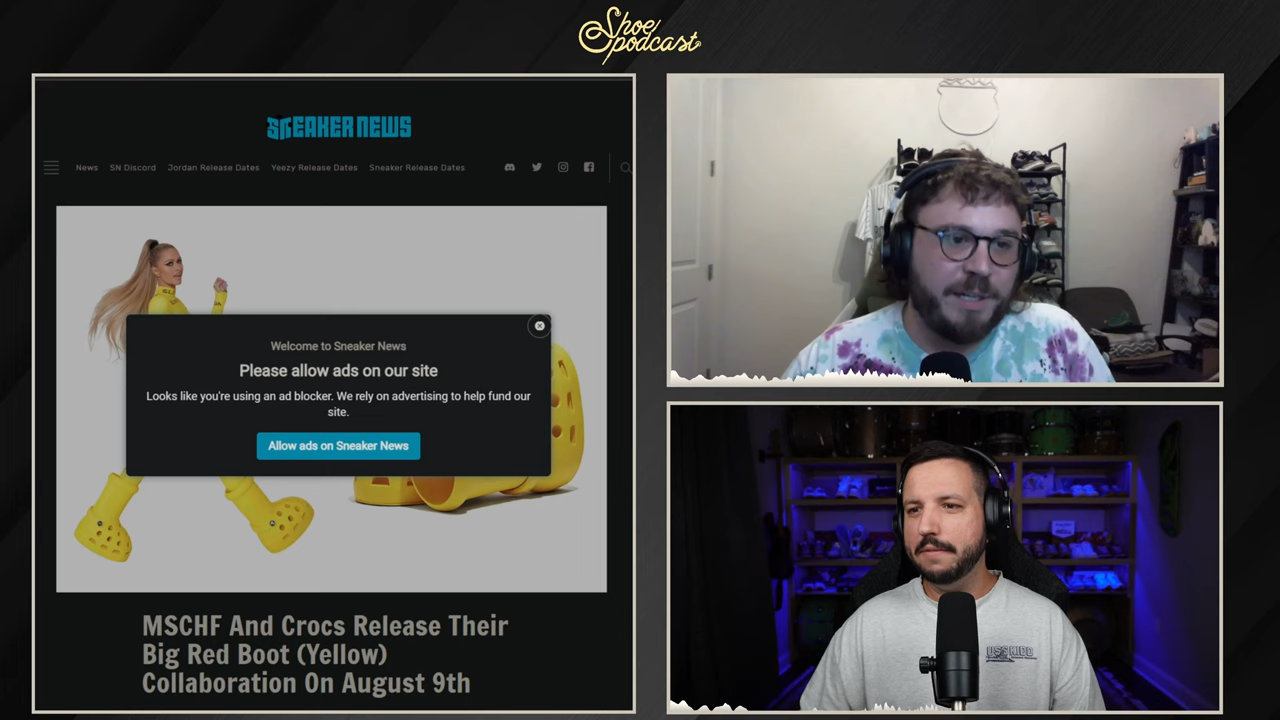 Shoe
podcast
SNEAKER NEWS
News SN Discord Jordan Release Dates Yeezy Release Dates Sneaker Release Dates
Welcome to Sneaker News
Please allow ads on our site
Looks like you're using an ad blocker. We rely on advertising to help fund our
site.
Allow ads on Sneaker News
MSCHF And Crocs Release Their
Big Red Boot (Yellow)
Collaboration On August 9th